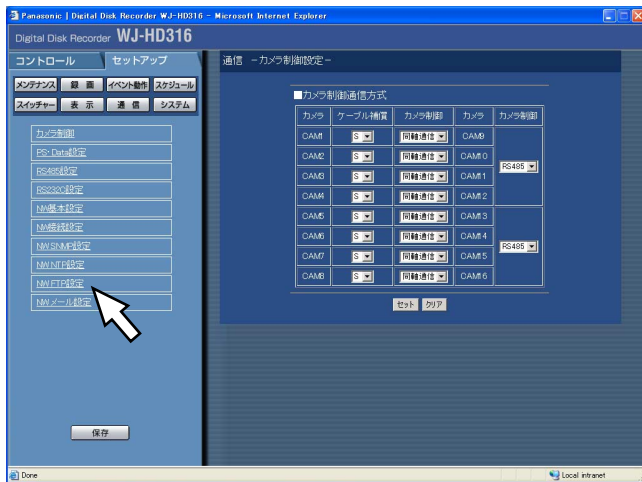 Panasonic | Digital Disk Recorder WJ-HD316 - Microsoft Internet Explorer
Digital Disk Recorder WJ-HD316
コントロール セットアップ
通信 －カメラ制御設定－
メンテナンス 録 画 イベント動作 スケジュール
スイッチャー 表 示 通 信 システム
カメラ制御
PS・Data設定
RS485設定
RS232C設定
NW基本設定
NW接続設定
NW SNMP設定
NW NTP設定
NW FTP設定
NWメール設定
保存
■カメラ制御通信方式
カメラ ケーブル補償 カメラ制御 カメラ カメラ制御
CAM1 S 同軸通信 CAM9 RS485
CAM2 S 同軸通信 CAM10
CAM3 S 同軸通信 CAM11
CAM4 S 同軸通信 CAM12
CAM5 S 同軸通信 CAM13 RS485
CAM6 S 同軸通信 CAM14
CAM7 S 同軸通信 CAM15
CAM8 S 同軸通信 CAM16
セット クリア
Done Local intranet